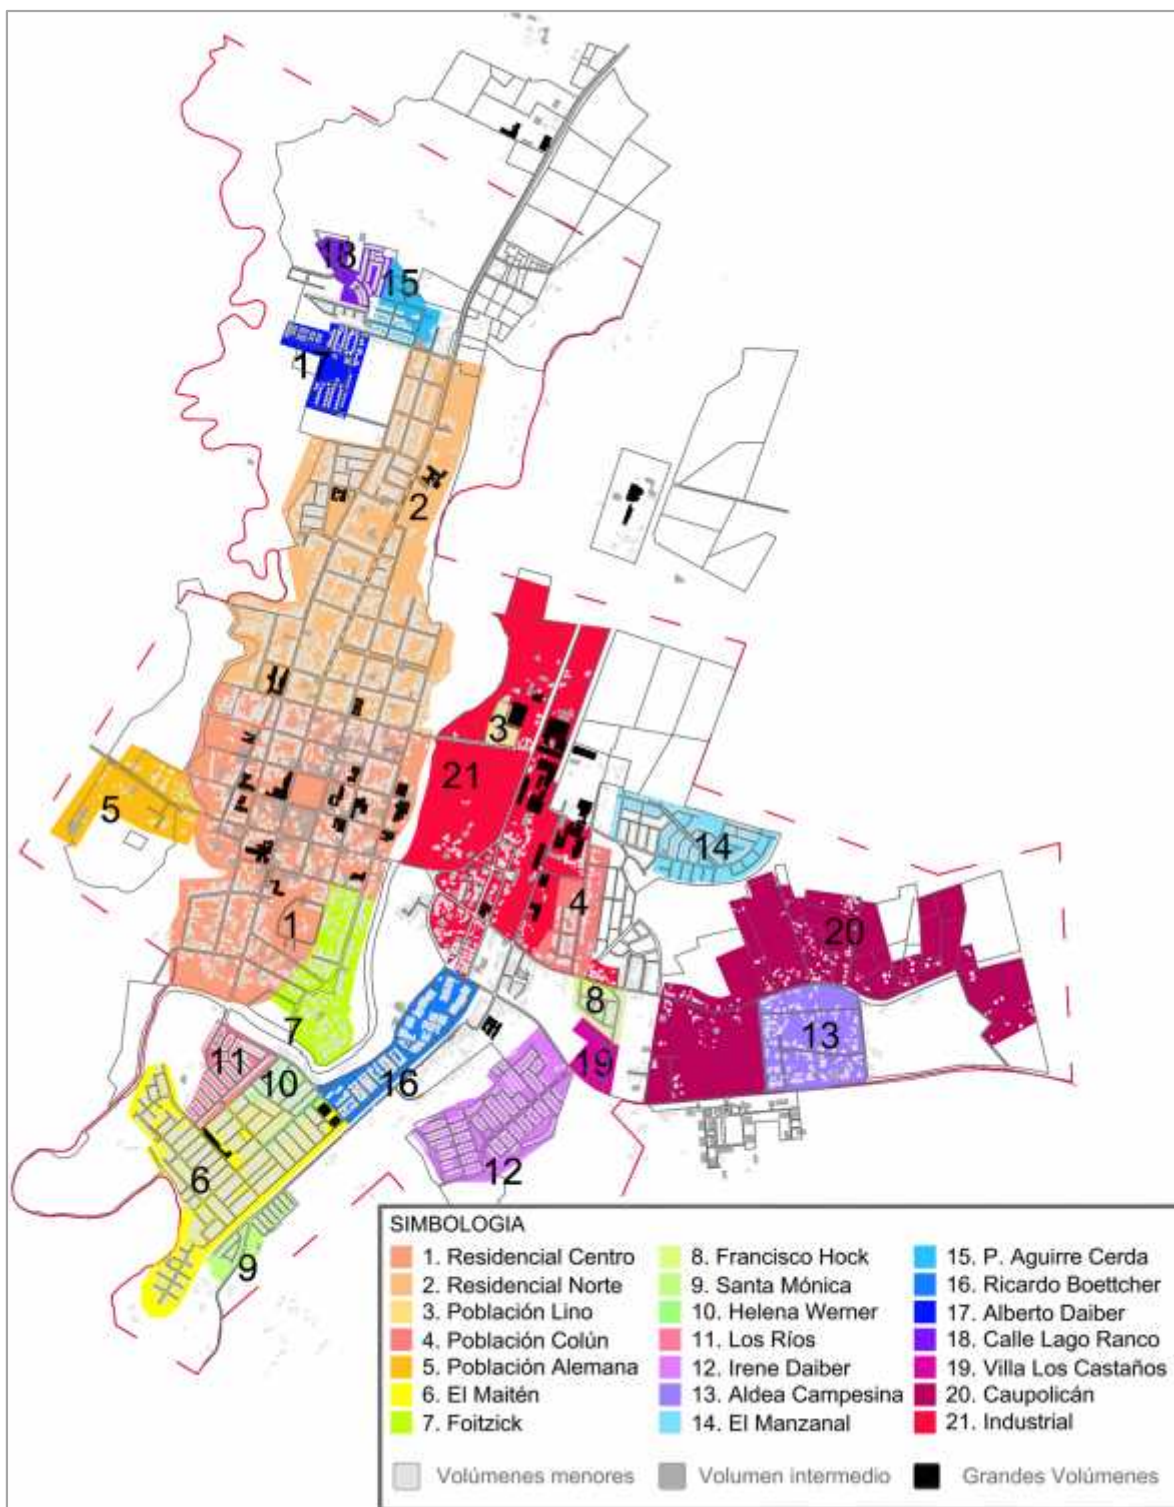 18
15
17
2
3
21
5
14
4
1
20
8
7
13
11
19
10
16
6
12
9
SIMBOLOGIA
1. Residencial Centro
2. Residencial Norte
3. Población Lino
4. Población Colún
5. Población Alemana
6. El Maitén
7. Foitzick
8. Francisco Hock
9. Santa Mónica
10. Helena Werner
11. Los Ríos
12. Irene Daiber
13. Aldea Campesina
14. El Manzanal
15. P. Aguirre Cerda
16. Ricardo Boettcher
17. Alberto Daiber
18. Calle Lago Ranco
19. Villa Los Castaños
20. Caupolicán
21. Industrial
Volúmenes menores
Volumen intermedio
Grandes Volúmenes